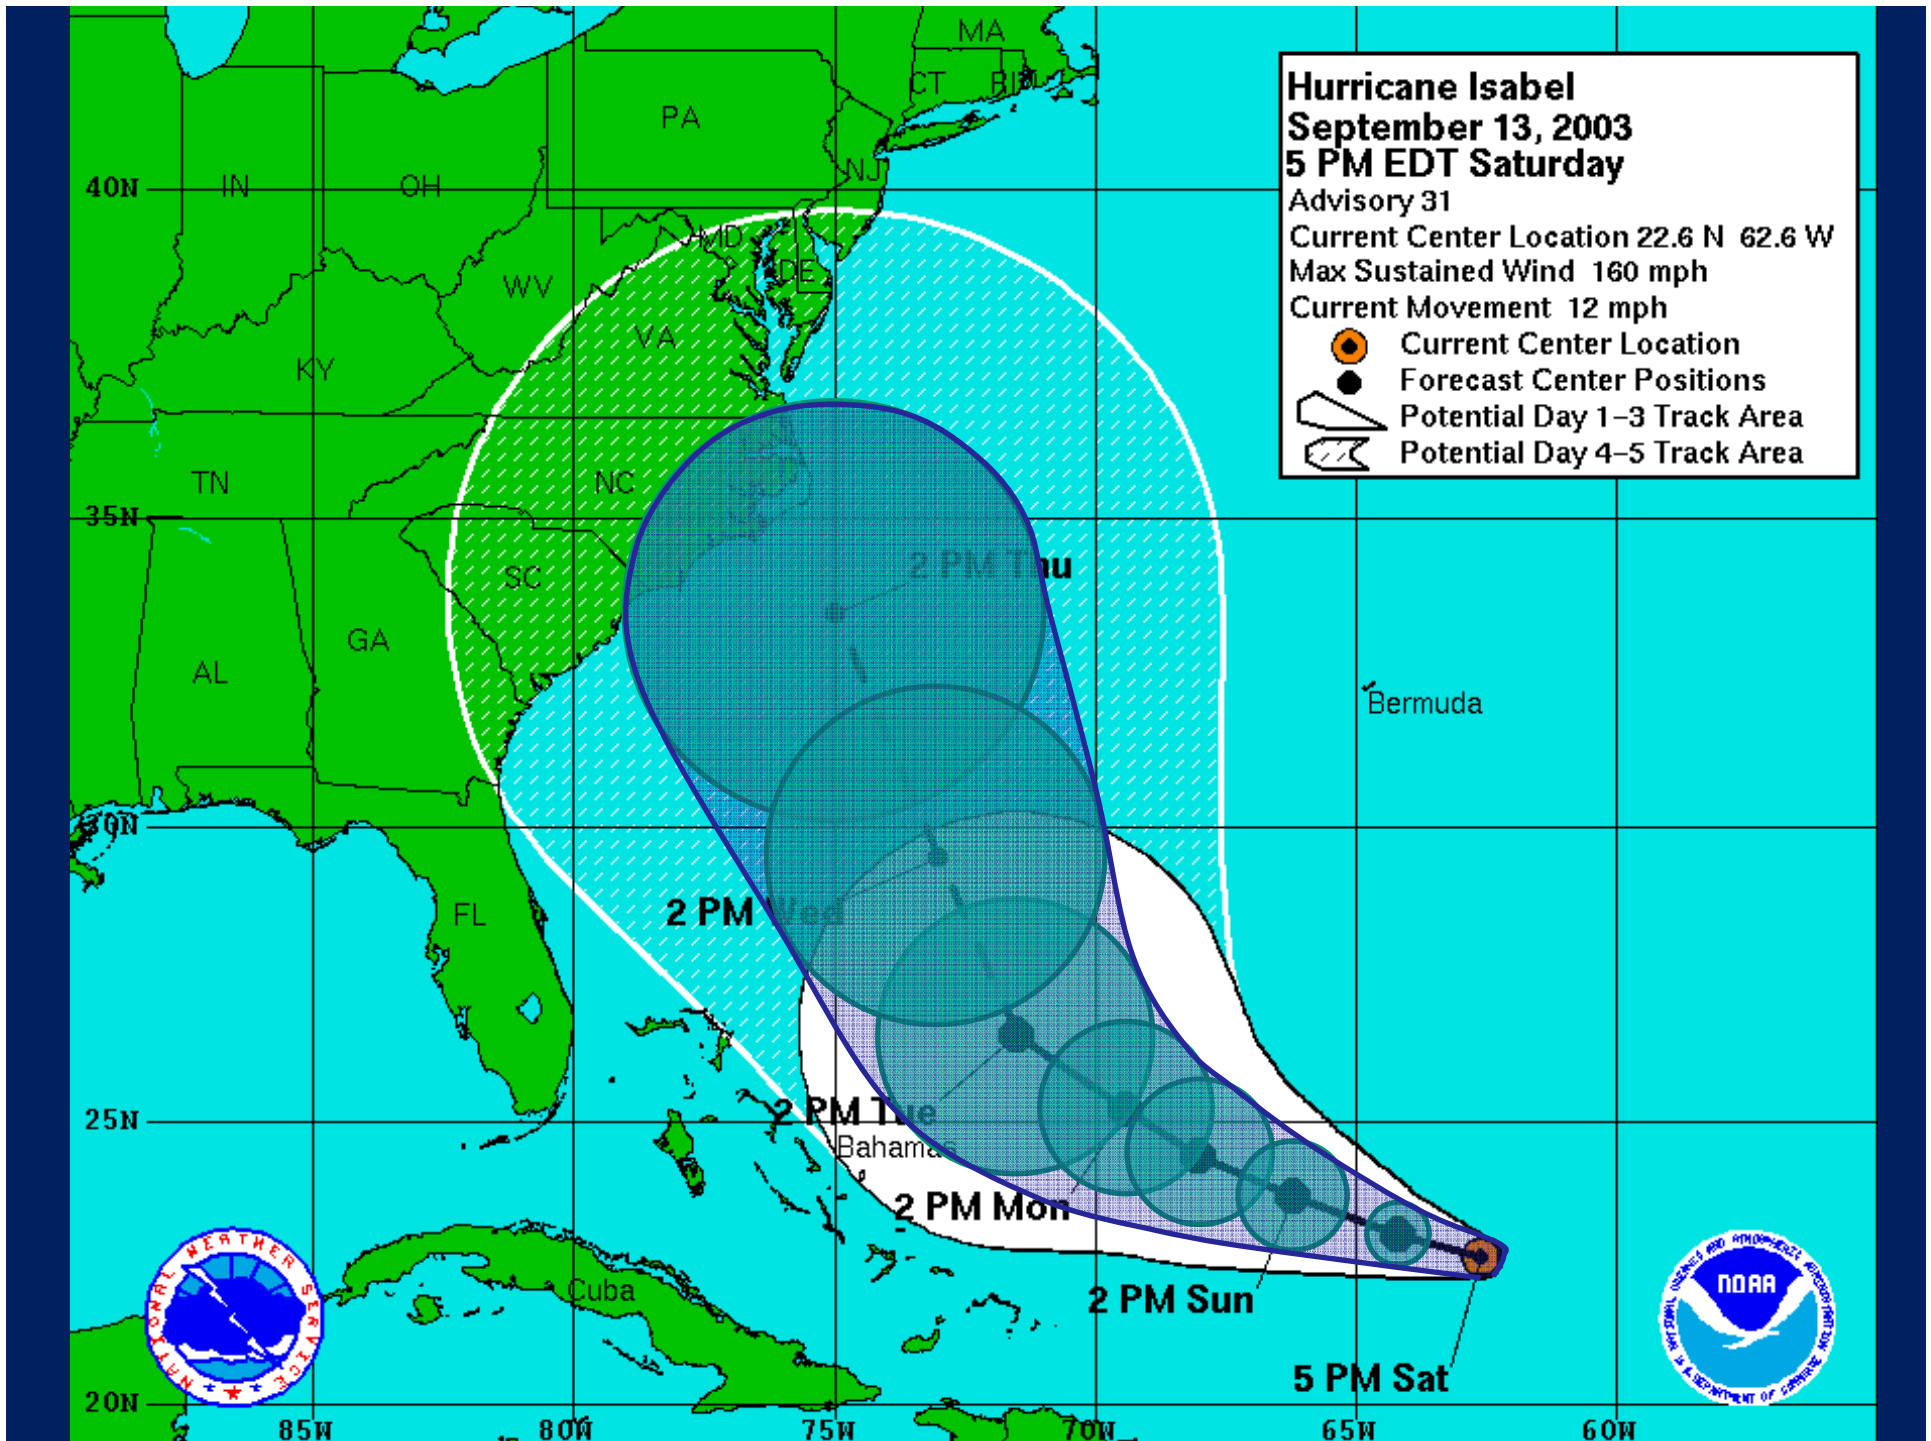 MA
CT
RI
PA
NJ
IN
OH
MD
DE
WV
VA
KY
TN
NC
SC
GA
AL
FL
Hurricane Isabel
September 13, 2003
5 PM EDT Saturday
Advisory 31
Current Center Location 22.6 N 62.6 W
Max Sustained Wind 160 mph
Current Movement 12 mph
Current Center Location
Forecast Center Positions
Potential Day 1-3 Track Area
Potential Day 4-5 Track Area
40N
35N
30N
25N
20N
2 PM Thu
Bermuda
2 PM Wed
2 PM Tue
Bahamas
2 PM Mon
2 PM Sun
5 PM Sat
Cuba
NATIONAL WEATHER SERVICE
NOAA
85W
80W
75W
70W
65W
60W